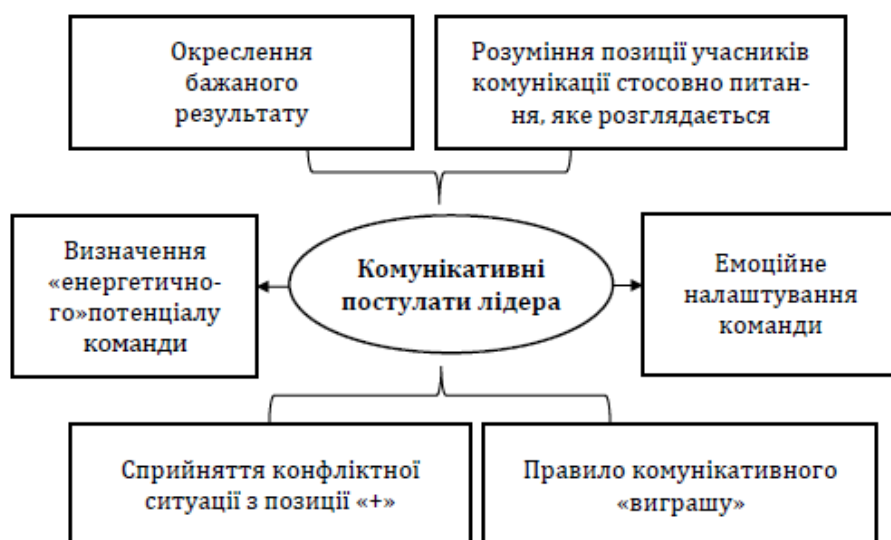 Окреслення
бажаного
результату
Розуміння позиції учасників
комунікації стосовно питан-
ня, яке розглядається
Визначення
«енергетично-
го»потенціалу
команди
Комунікативні
постулати лідера
Емоційне
налаштування
команди
Сприйняття конфліктної
ситуації з позиції «+»
Правило комунікативного
«виграшу»